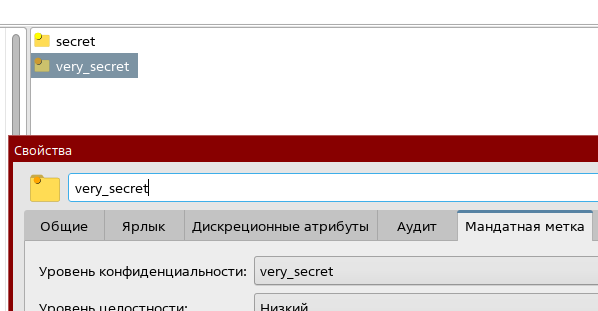 secret
very_secret
Свойства
very_secret
Общие Ярлык Дискреционные атрибуты Аудит Мандатная метка
Уровень конфиденциальности: very_secret
Уровень целостности: Низкий